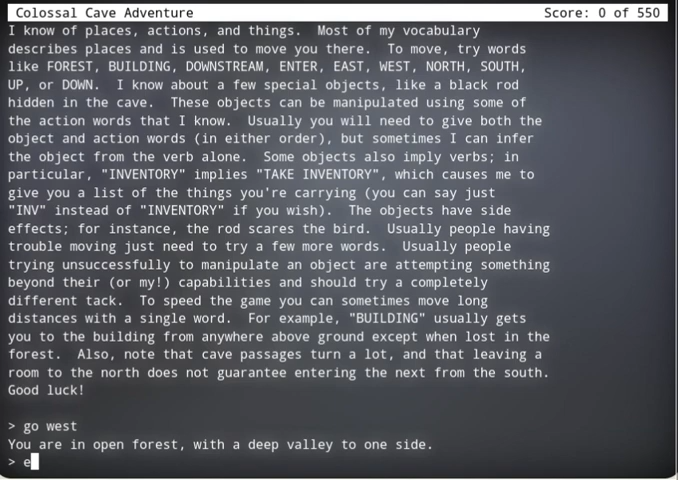 Colossal Cave Adventure Score: 0 of 550
I know of places, actions, and things. Most of my vocabulary
describes places and is used to move you there. To move, try words
like FOREST, BUILDING, DOWNSTREAM, ENTER, EAST, WEST, NORTH, SOUTH,
UP, or DOWN. I know about a few special objects, like a black rod
hidden in the cave. These objects can be manipulated using some of
the action words that I know. Usually you will need to give both the
object and action words (in either order), but sometimes I can infer
the object from the verb alone. Some objects also imply verbs; in
particular, "INVENTORY" implies "TAKE INVENTORY", which causes me to
give you a list of the things you're carrying (you can say just
"INV" instead of "INVENTORY" if you wish). The objects have side
effects; for instance, the rod scares the bird. Usually people having
trouble moving just need to try a few more words. Usually people
trying unsuccessfully to manipulate an object are attempting something
beyond their (or my!) capabilities and should try a completely
different tack. To speed the game you can sometimes move long
distances with a single word. For example, "BUILDING" usually gets
you to the building from anywhere above ground except when lost in the
forest. Also, note that cave passages turn a lot, and that leaving a
room to the north does not guarantee entering the next from the south.
Good luck!
> go west
You are in open forest, with a deep valley to one side.
> e